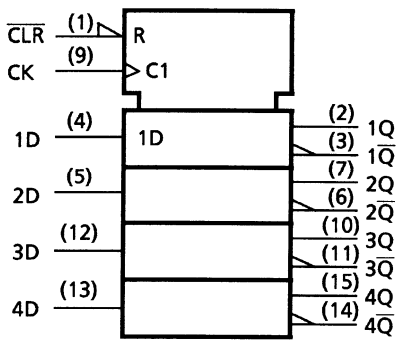 C̅L̅R̅ (1) R
CK (9) C1
1D (4) 1D (2) 1Q
(3) 1Q̅
2D (5) (7) 2Q
(6) 2Q̅
3D (12) (10) 3Q
(11) 3Q̅
4D (13) (15) 4Q
(14) 4Q̅